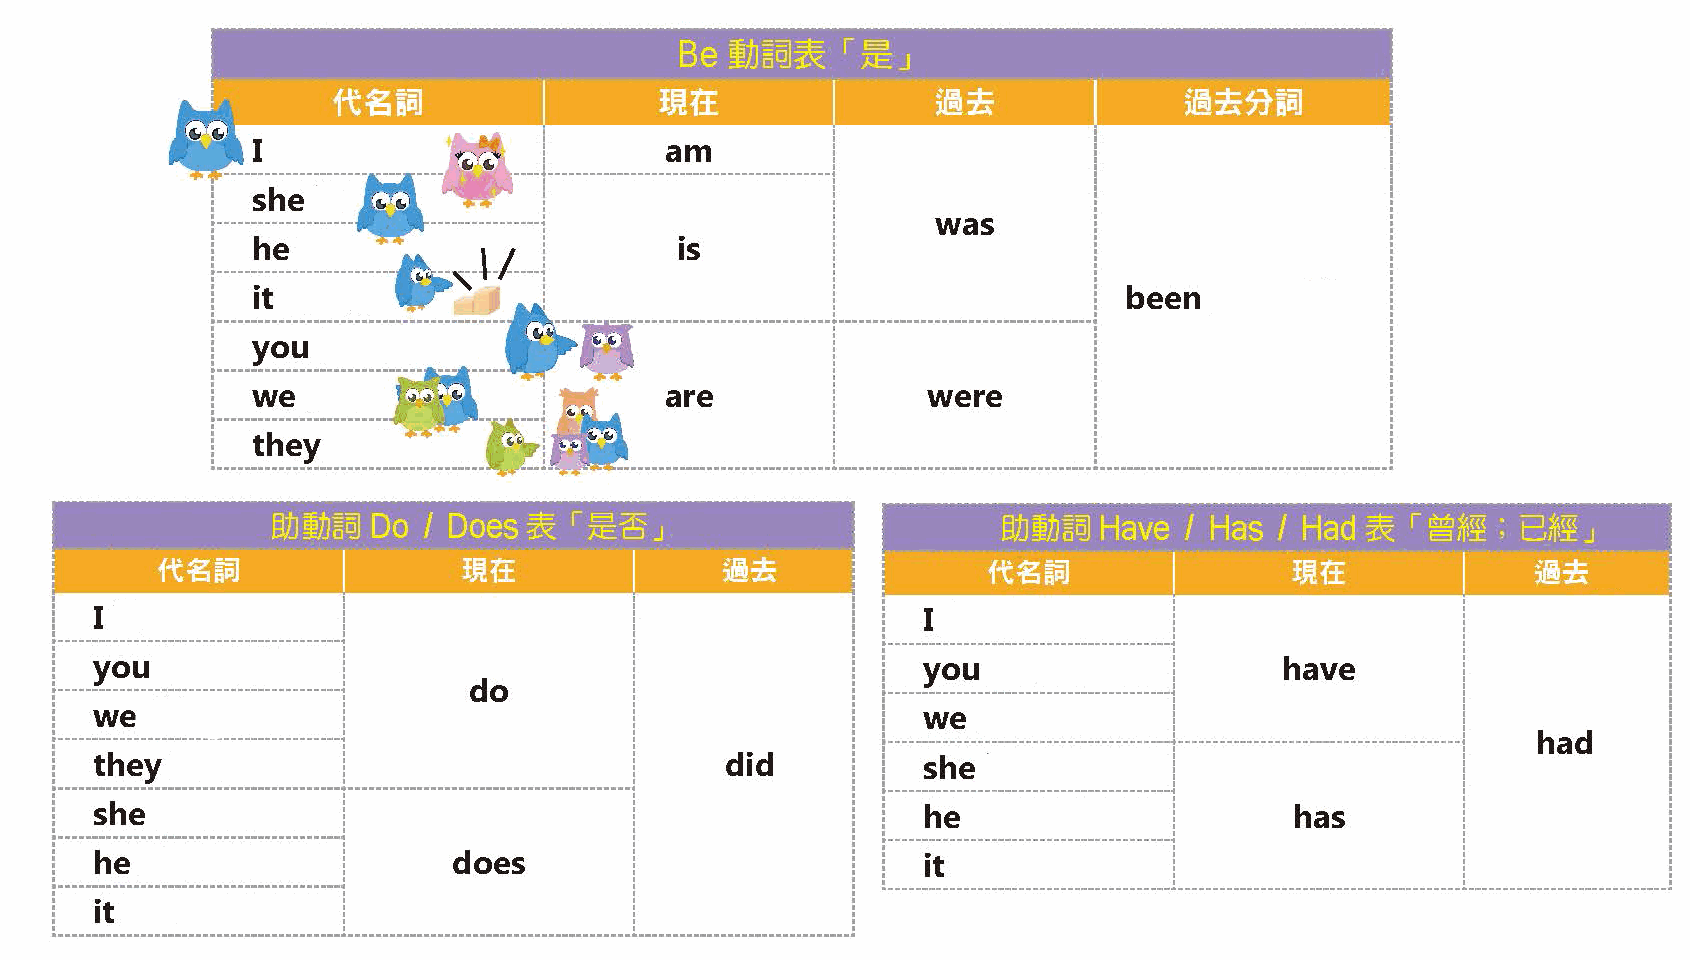 Be 動詞表「是」
代名詞 現在 過去 過去分詞
I am
she
was
he is
it been
you
we are were
they
助動詞 Do / Does 表「是否」
代名詞 現在 過去
I
you
do
we
they did
she
he does
it
助動詞 Have / Has / Had 表「曾經；已經」
代名詞 現在 過去
I
you have
we
had
she
he has
it